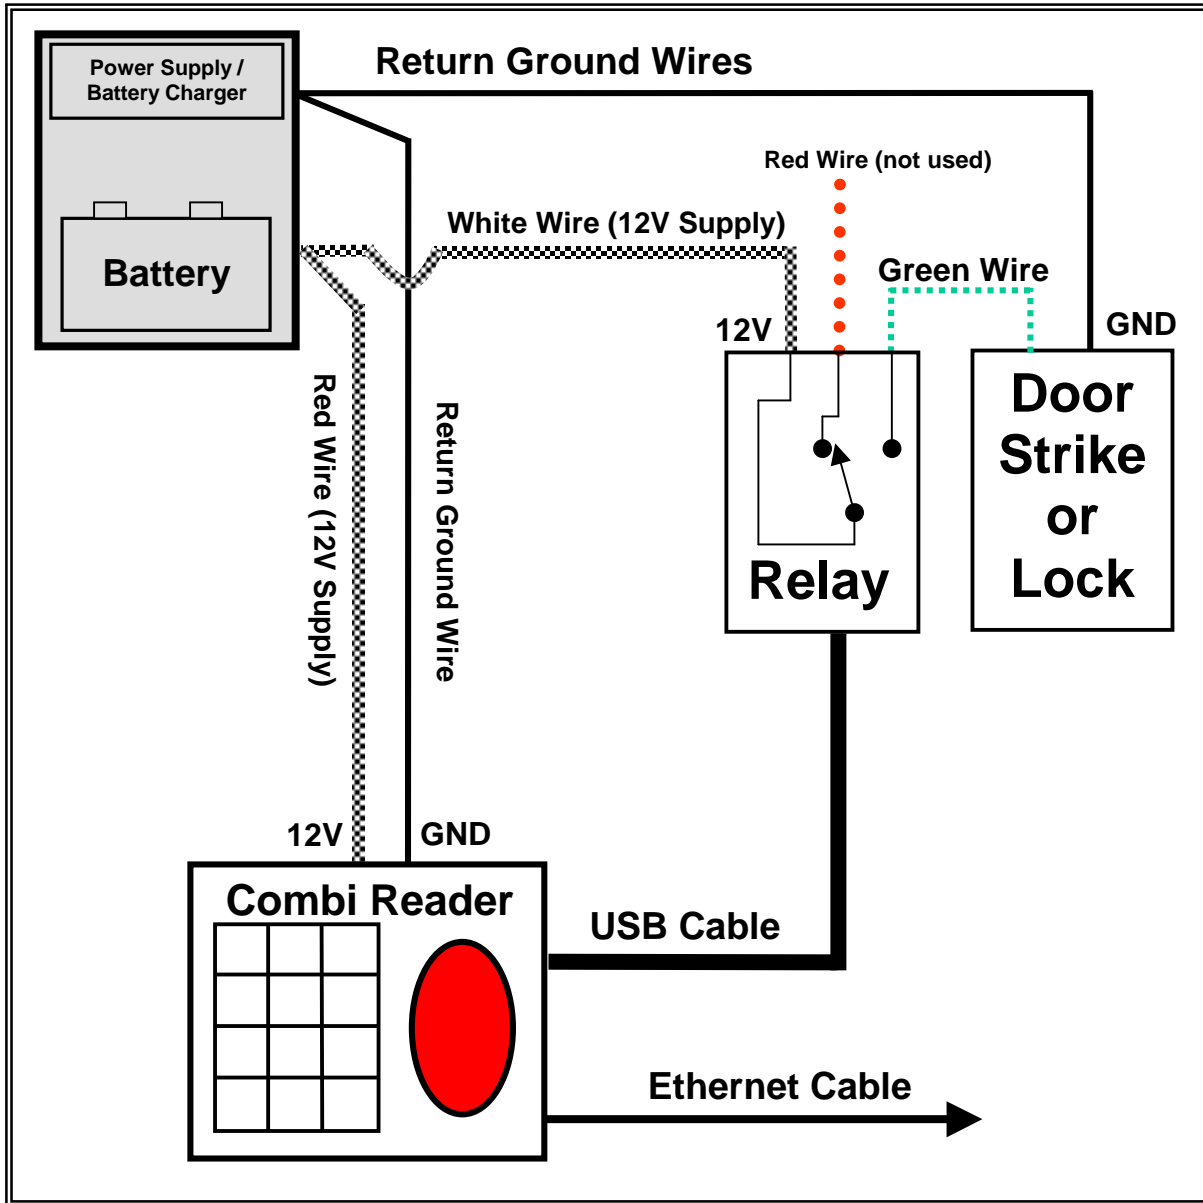 Power Supply /
Battery Charger
Return Ground Wires
Red Wire (not used)
White Wire (12V Supply)
Battery
Green Wire
12V
GND
Door
Strike
or
Lock
Relay
Red Wire (12V Supply)
Return Ground Wire
12V
GND
Combi Reader
USB Cable
Ethernet Cable